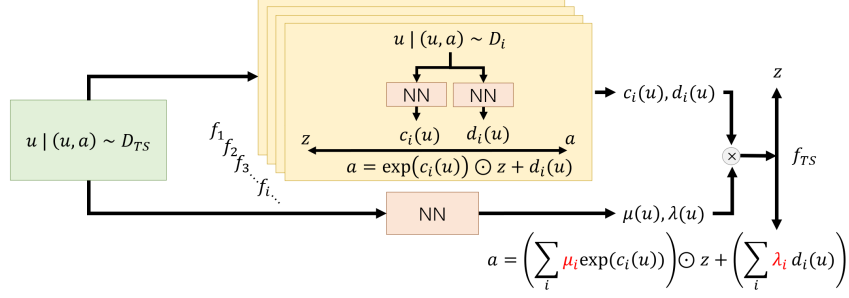 u | (u, a) ~ D_TS
f_1
f_2
f_3
...f_i...
u | (u, a) ~ D_i
NN NN
c_i(u) d_i(u)
z a
a = exp(c_i(u)) ⊙ z + d_i(u)
NN
c_i(u), d_i(u)
μ(u), λ(u)
×
z
f_TS
a = (∑_i μ_i exp(c_i(u))) ⊙ z + (∑_i λ_i d_i(u))